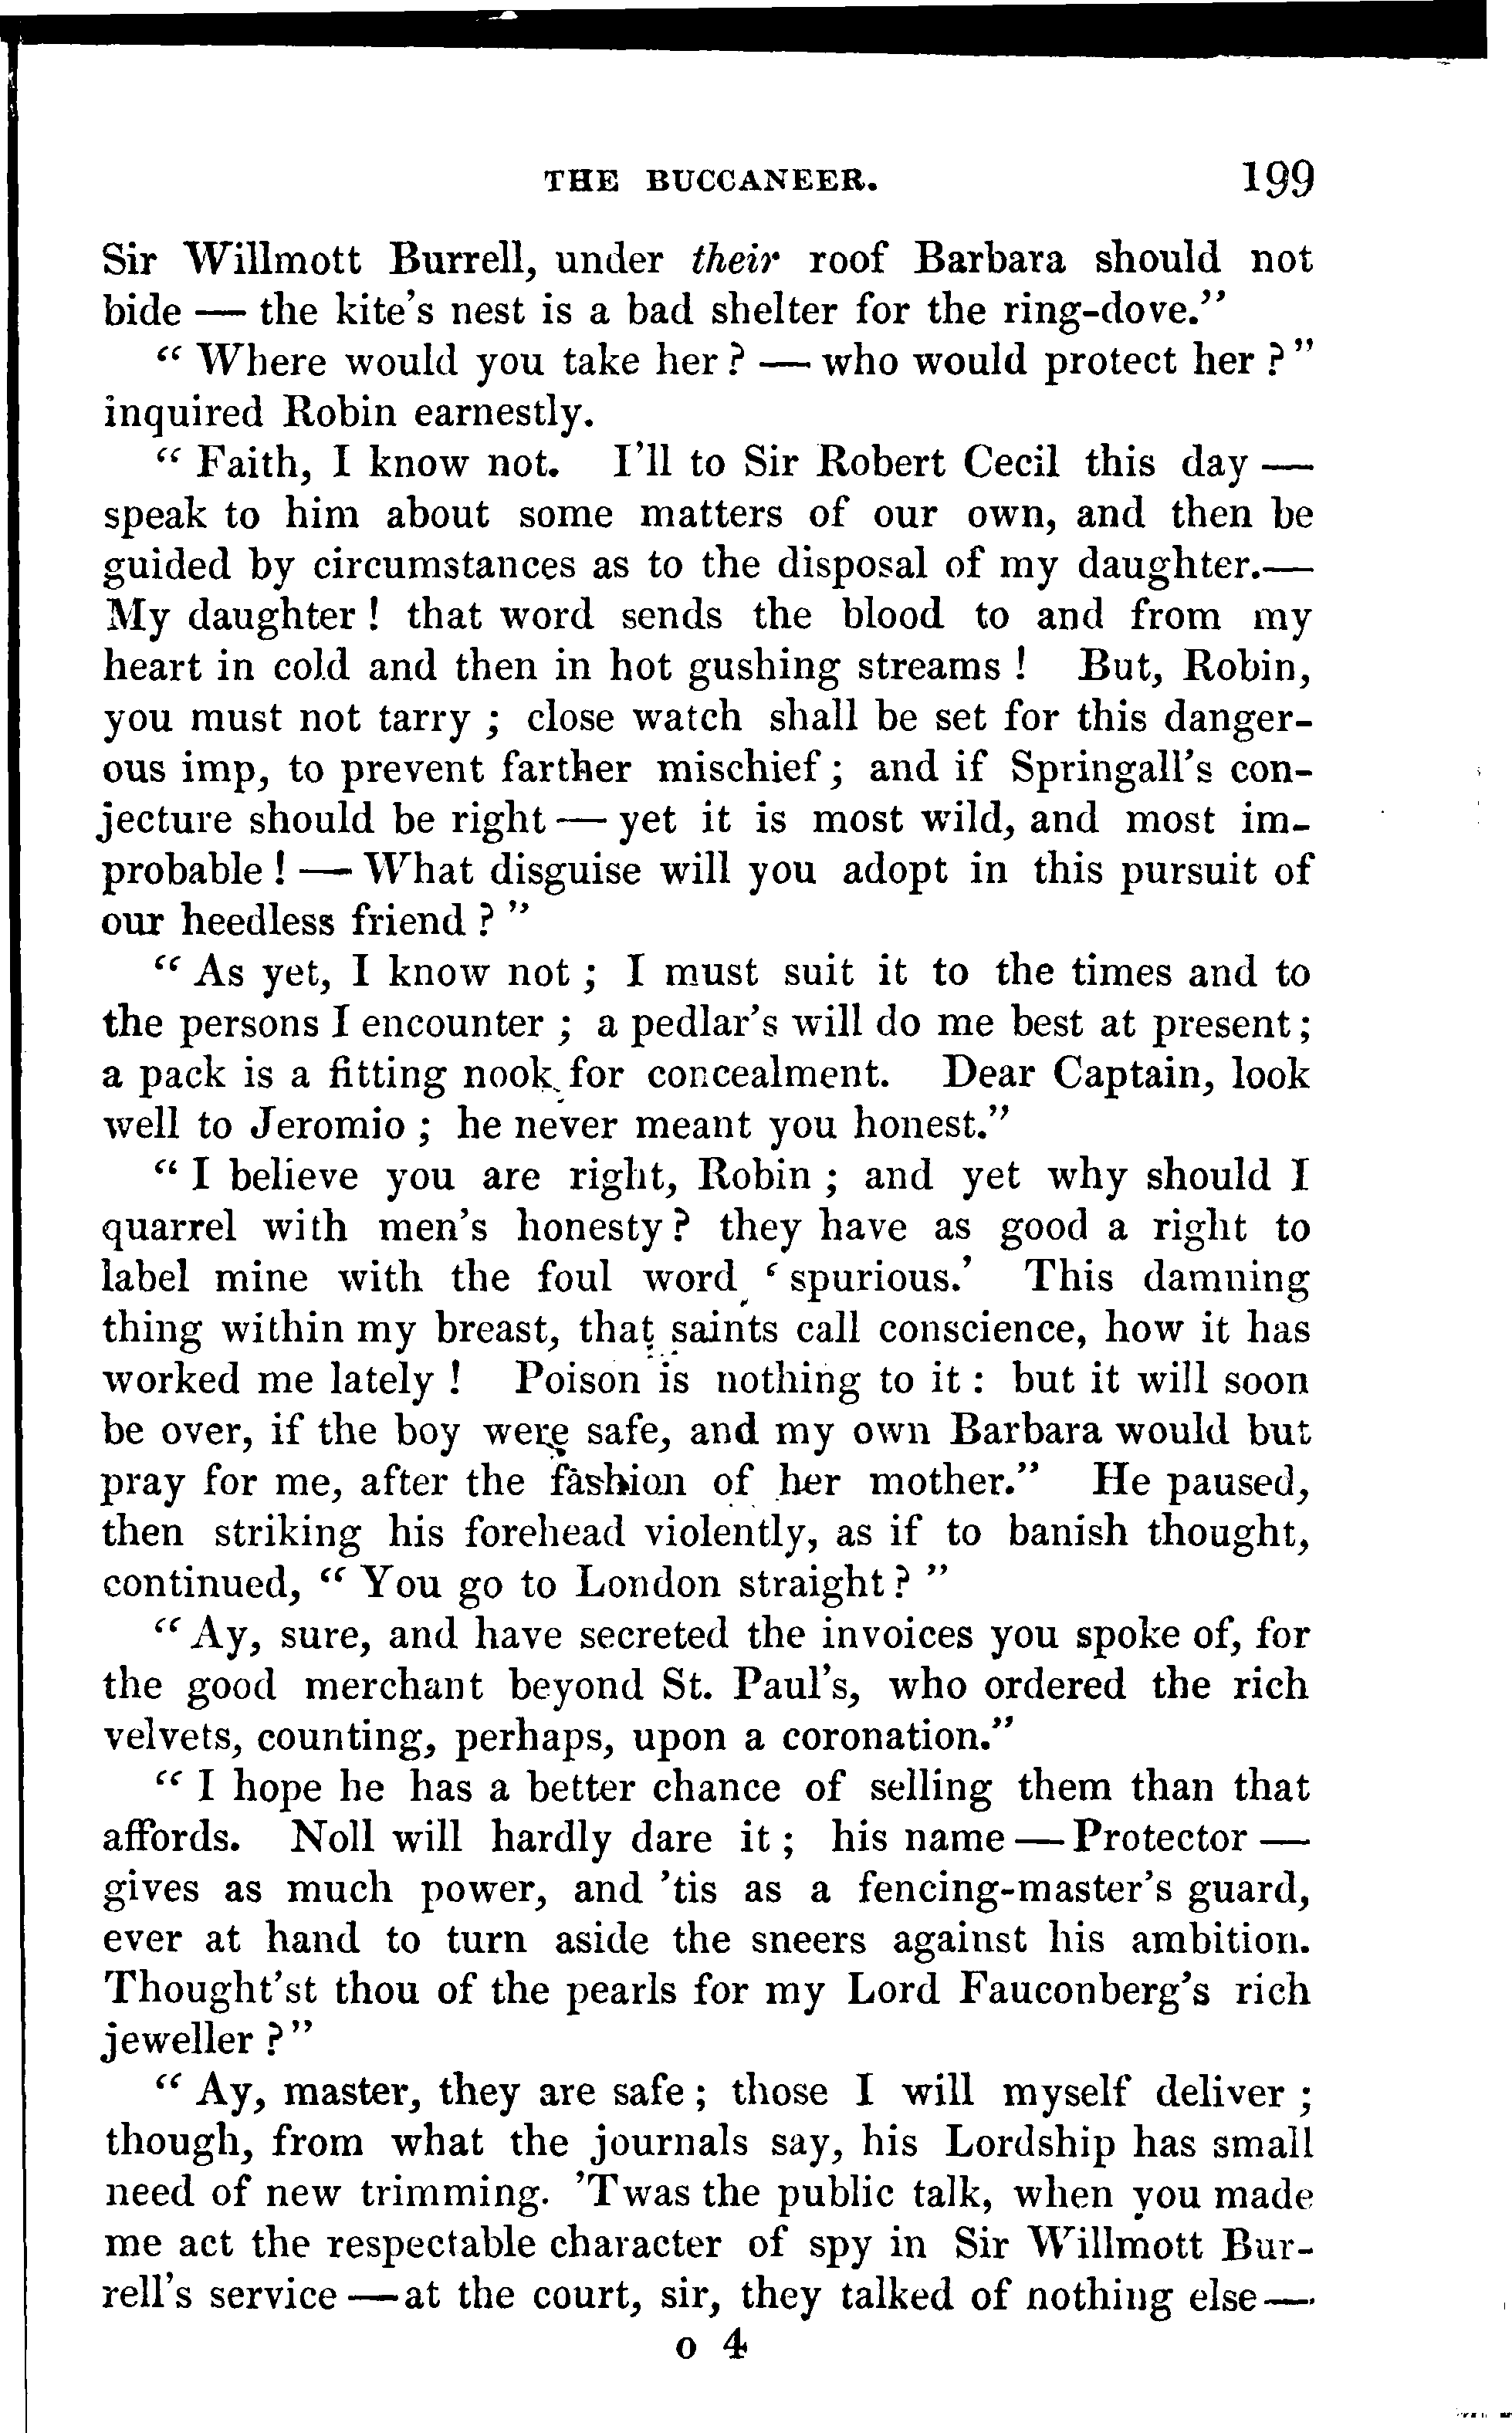 THE BUCCANEER. 199
Sir Willmott Burrell, under their roof Barbara should not
bide — the kite's nest is a bad shelter for the ring-dove."
"Where would you take her? — who would protect her?"
inquired Robin earnestly.
"Faith, I know not. I'll to Sir Robert Cecil this day —
speak to him about some matters of our own, and then be
guided by circumstances as to the disposal of my daughter.—
My daughter! that word sends the blood to and from my
heart in cold and then in hot gushing streams! But, Robin,
you must not tarry; close watch shall be set for this danger-
ous imp, to prevent farther mischief; and if Springall's con-
jecture should be right — yet it is most wild, and most im-
probable! — What disguise will you adopt in this pursuit of
our heedless friend?"
"As yet, I know not; I must suit it to the times and to
the persons I encounter; a pedlar's will do me best at present;
a pack is a fitting nook for concealment. Dear Captain, look
well to Jeromio; he never meant you honest."
"I believe you are right, Robin; and yet why should I
quarrel with men's honesty? they have as good a right to
label mine with the foul word 'spurious.' This damning
thing within my breast, that saints call conscience, how it has
worked me lately! Poison is nothing to it: but it will soon
be over, if the boy were safe, and my own Barbara would but
pray for me, after the fashion of her mother." He paused,
then striking his forehead violently, as if to banish thought,
continued, "You go to London straight?"
"Ay, sure, and have secreted the invoices you spoke of, for
the good merchant beyond St. Paul's, who ordered the rich
velvets, counting, perhaps, upon a coronation."
"I hope he has a better chance of selling them than that
affords. Noll will hardly dare it; his name — Protector —
gives as much power, and 'tis as a fencing-master's guard,
ever at hand to turn aside the sneers against his ambition.
Thought'st thou of the pearls for my Lord Fauconberg's rich
jeweller?"
"Ay, master, they are safe; those I will myself deliver;
though, from what the journals say, his Lordship has small
need of new trimming. 'Twas the public talk, when you made
me act the respectable character of spy in Sir Willmott Bur-
rell's service — at the court, sir, they talked of nothing else —
o 4